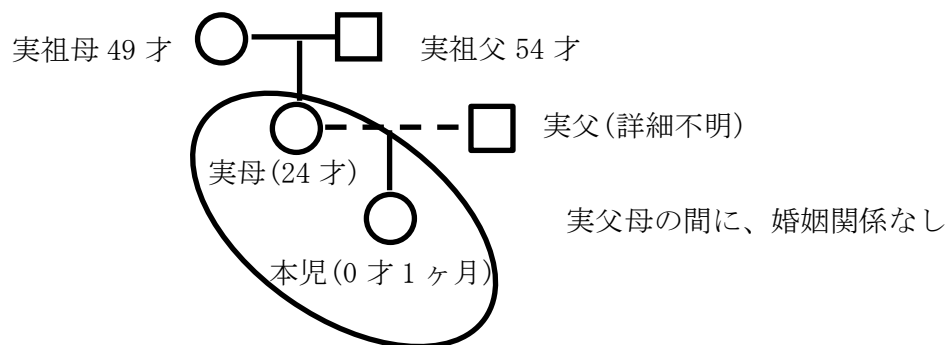 実祖母 49 才
実祖父 54 才
実父(詳細不明)
実母(24 才)
実父母の間に、婚姻関係なし
本児(0 才 1 ヶ月)